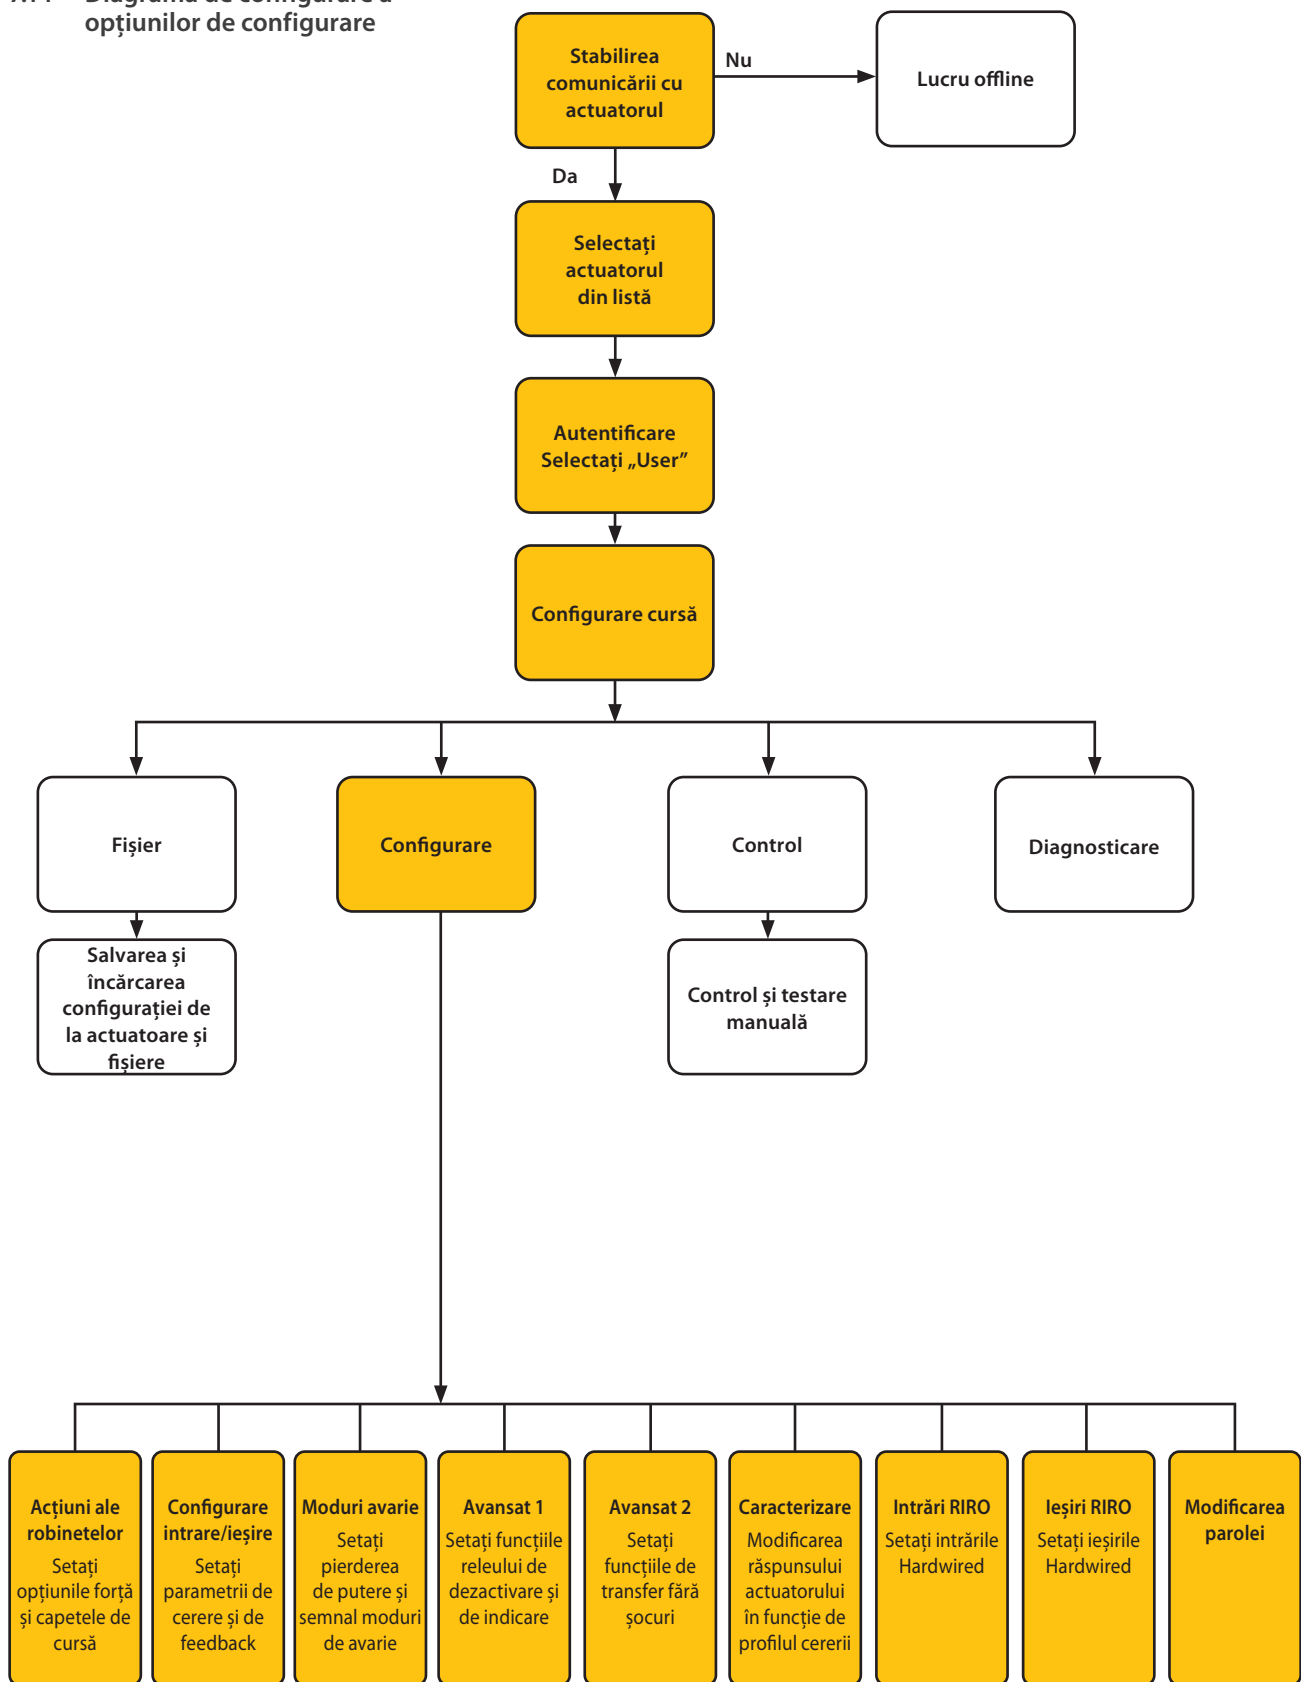 Diagrama de configurare a
opțiunilor de configurare
Stabilirea
comunicării cu
actuatorul
Nu
Lucru offline
Da
Selectați
actuatorul
din listă
Autentificare
Selectați „User”
Configurare cursă
Fișier
Configurare
Control
Diagnosticare
Salvarea și
încărcarea
configurației de
la actuatoare și
fișiere
Control și testare
manuală
Acțiuni ale
robinetelor
Setați
opțiunile forță
și capetele de
cursă
Configurare
intrare/ieșire
Setați
parametrii de
cerere și de
feedback
Moduri avarie
Setați
pierderea
de putere și
semnal moduri
de avarie
Avansat 1
Setați funcțiile
releului de
dezactivare și
de indicare
Avansat 2
Setați
funcțiile de
transfer fără
șocuri
Caracterizare
Modificarea
răspunsului
actuatorului
în funcție de
profilul cererii
Intrări RIRO
Setați intrările
Hardwired
Ieșiri RIRO
Setați ieșirile
Hardwired
Modificarea
parolei